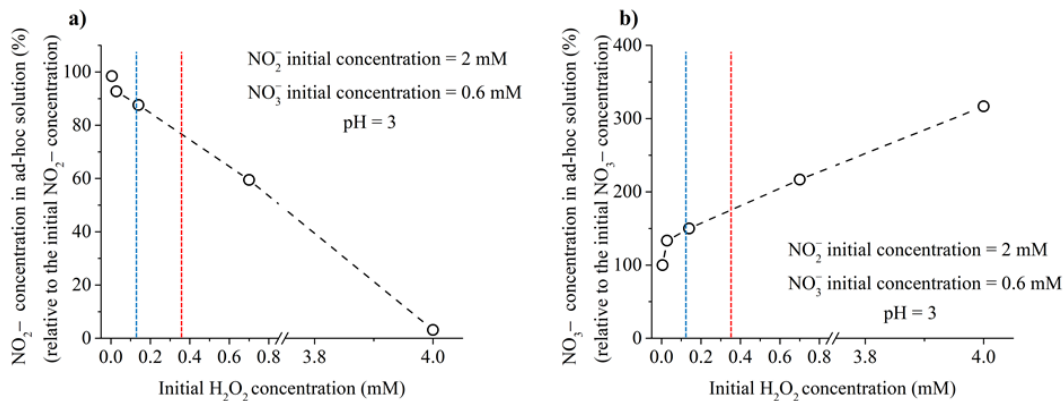 a)
NO₂− concentration in ad-hoc solution (%)
(relative to the initial NO₂− concentration)
100
80
60
40
20
0
NO₂⁻ initial concentration = 2 mM
NO₃⁻ initial concentration = 0.6 mM
pH = 3
0.0 0.2 0.4 0.6 0.8 3.8 4.0
Initial H₂O₂ concentration (mM)
b)
NO₃− concentration in ad-hoc solution (%)
(relative to the initial NO₃− concentration)
400
300
200
100
0
NO₂⁻ initial concentration = 2 mM
NO₃⁻ initial concentration = 0.6 mM
pH = 3
0.0 0.2 0.4 0.6 0.8 3.8 4.0
Initial H₂O₂ concentration (mM)